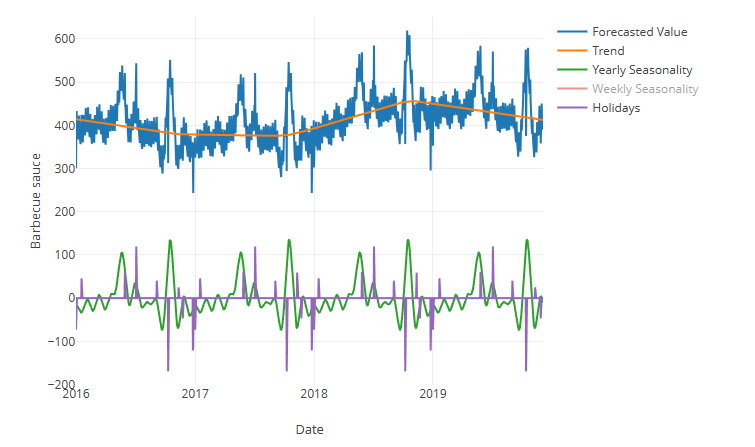 600
500
400
300
200
100
0
−100
−200
2016
2017
2018
2019
Barbecue sauce
Date
Forecasted Value
Trend
Yearly Seasonality
Weekly Seasonality
Holidays